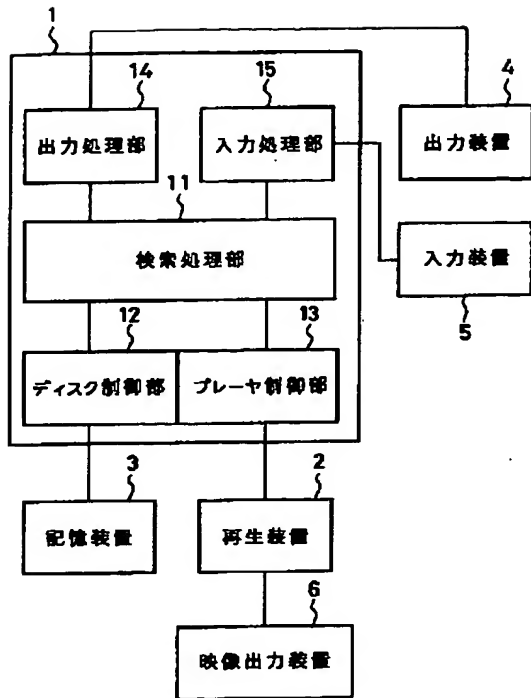 1
14
15
4
出力処理部
入力処理部
出力装置
11
検索処理部
入力装置
5
12
13
ディスク制御部
プレーヤ制御部
3
2
記憶装置
再生装置
6
映像出力装置